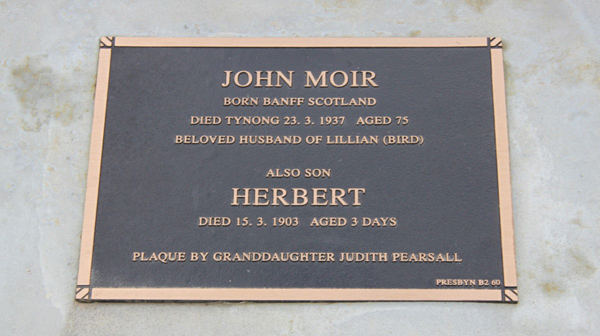 JOHN MOIR
BORN BANFF SCOTLAND
DIED TYNONG 23. 3. 1937 AGED 75
BELOVED HUSBAND OF LILLIAN (BIRD)
ALSO SON
HERBERT
DIED 15. 3. 1903 AGED 3 DAYS
PLAQUE BY GRANDDAUGHTER JUDITH PEARSALL
PRESBYN B2 60